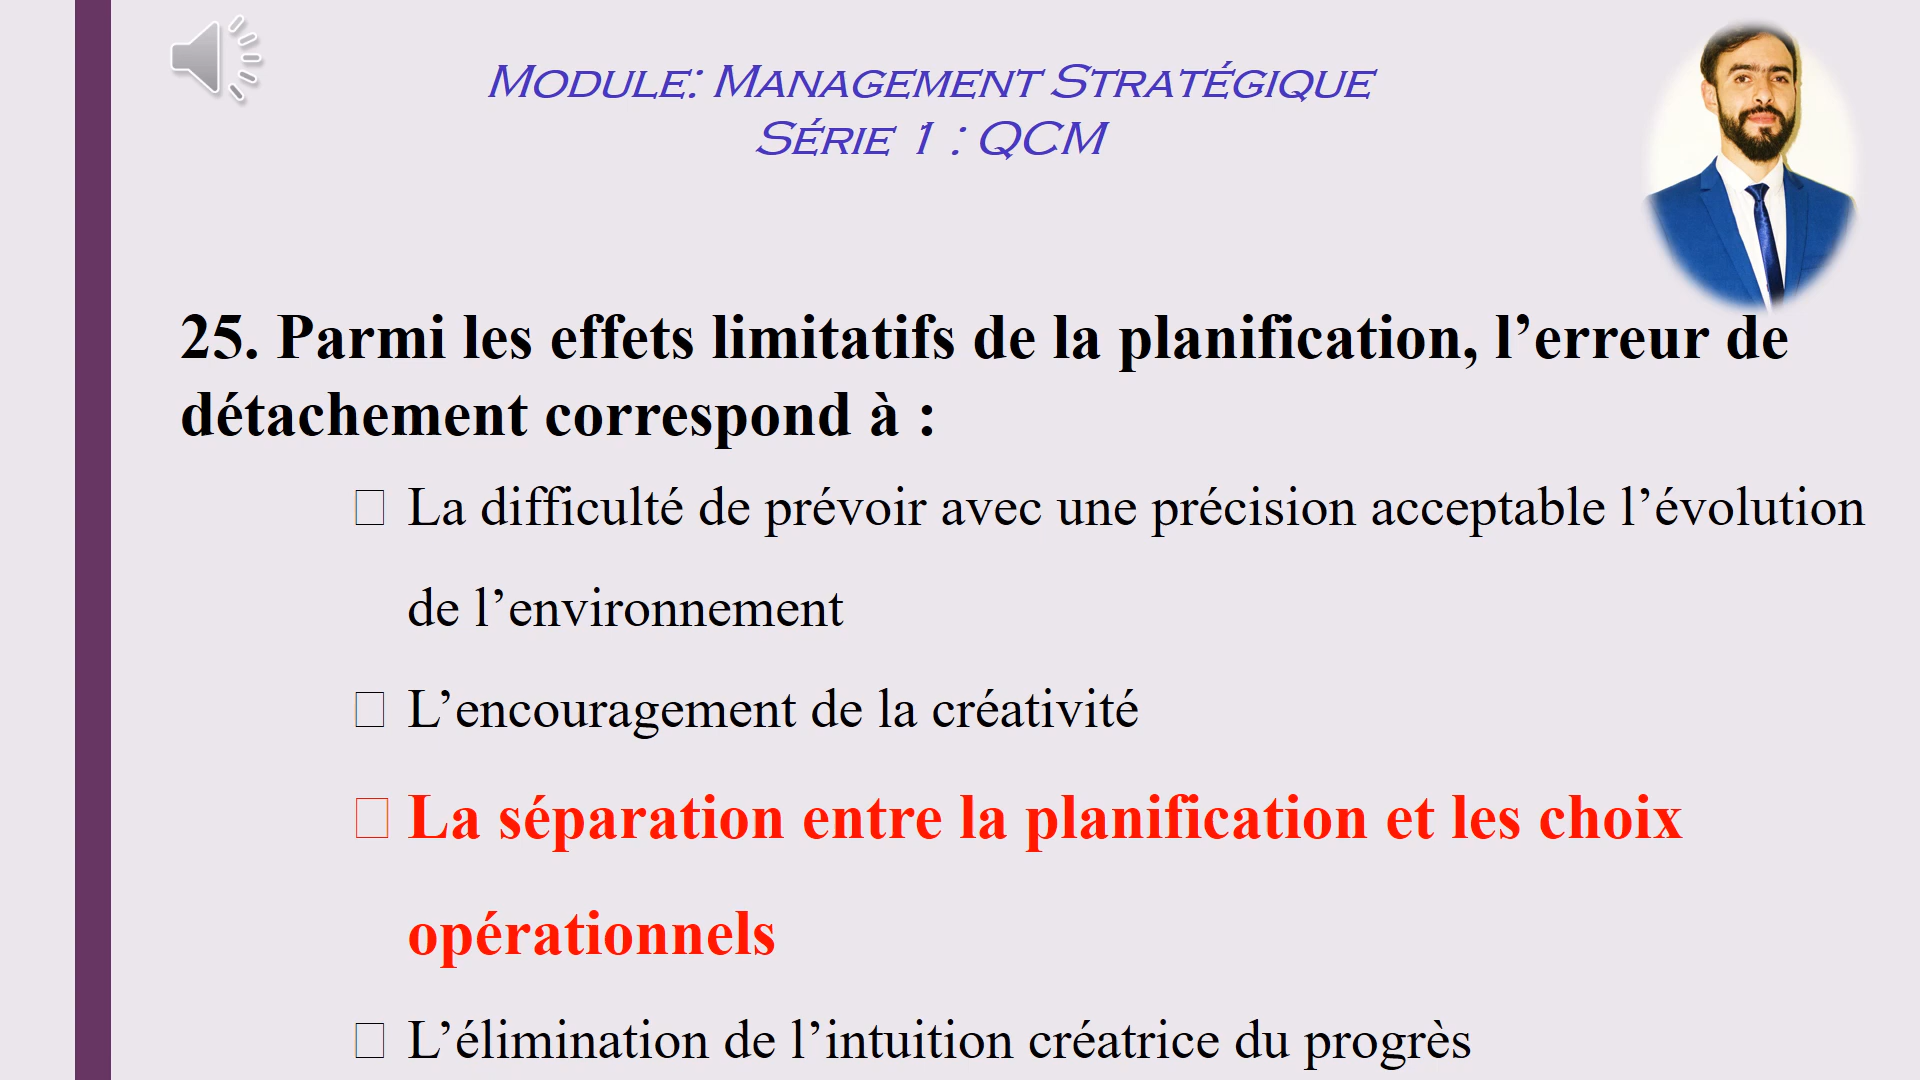 Module: Management Stratégique
Série 1 : QCM
25. Parmi les effets limitatifs de la planification, l’erreur de
détachement correspond à :
La difficulté de prévoir avec une précision acceptable l’évolution
de l’environnement
L’encouragement de la créativité
La séparation entre la planification et les choix
opérationnels
L’élimination de l’intuition créatrice du progrès